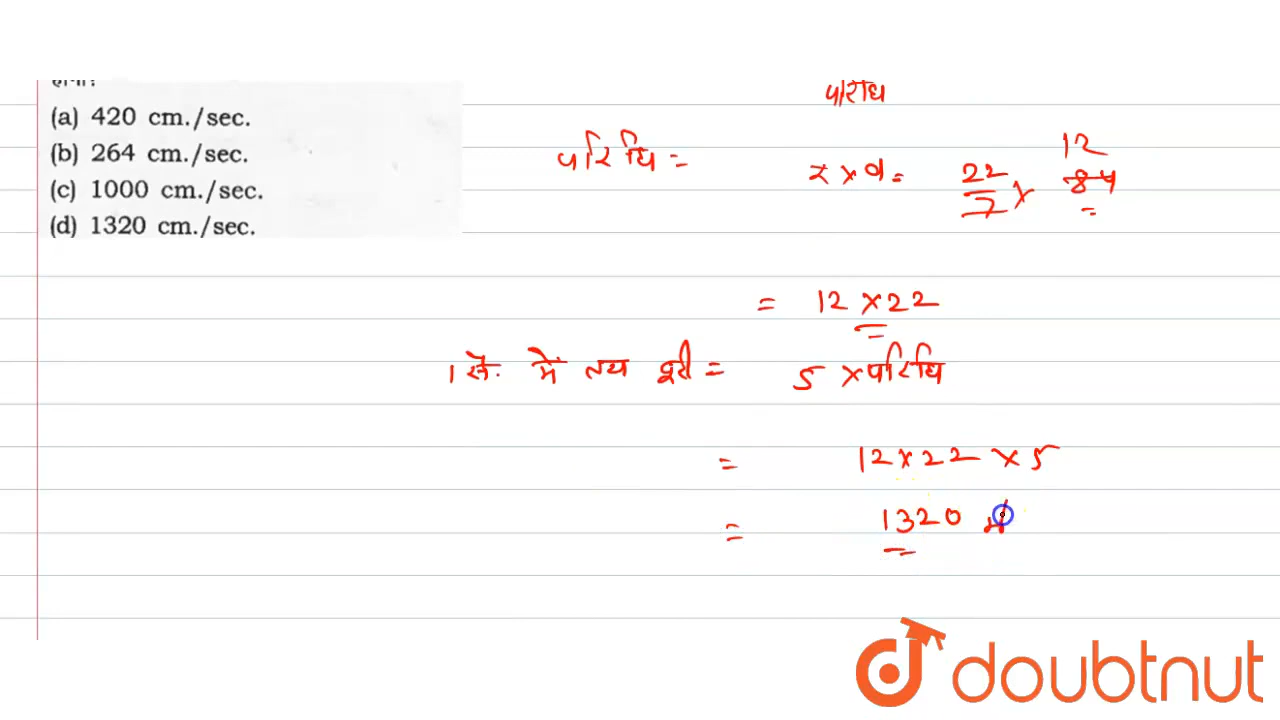 होगा?
(a) 420 cm./sec.
(b) 264 cm./sec.
(c) 1000 cm./sec.
(d) 1320 cm./sec.
परिधि
परिधि = π × d = 22/7 × 84 12
= 12 × 22
1 से. में तय दूरी = 5 × परिधि
= 12 × 22 × 5
= 1320
doubtnut